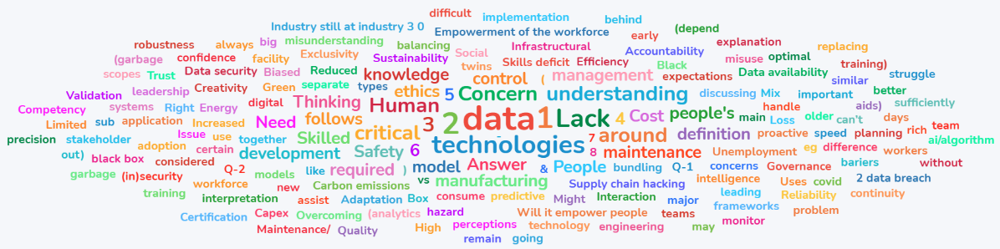 difficult implementation behind
Industry still at industry 3 0 Empowerment of the workforce early (depend
robustness always big misunderstanding balancing Infrastructural explanation replacing
(garbage confidence facility Exclusivity Sustainability Social Accountability misuse optimal
scopes Trust Data security Biased Reduced knowledge twins Skills deficit Efficiency Black training)
separate types control ( management expectations Data availability similar struggle
Validation leadership Creativity Green ethics 5 Concern understanding discussing Mix important better
Competency systems Right Energy digital Thinking Human handle aids) sufficiently
Limited sub application Increased Need follows 3 2 data 1 Lack 4 Cost people's main Loss older can't days
precision stakeholder Issue use together Skilled critical technologies 7 around definition proactive speed planning rich team
out) adoption certain development Safety 6 8 maintenance Unemployment eg difference workers ai/algorithm
black box considered required ) model Answer & People bundling Q-1 concerns Governance bariers without
garbage (in)security Q-2 models like vs manufacturing Supply chain hacking intelligence Uses covid 2 data breach
workforce new Carbon emissions
training interpretation assist Adaptation Box consume predictive Might Interaction major leading Reliability continuity
Certification Capex Overcoming (analytics hazard Will it empower people teams frameworks problem
Maintenance/ Quality High perceptions technology engineering may monitor
remain going